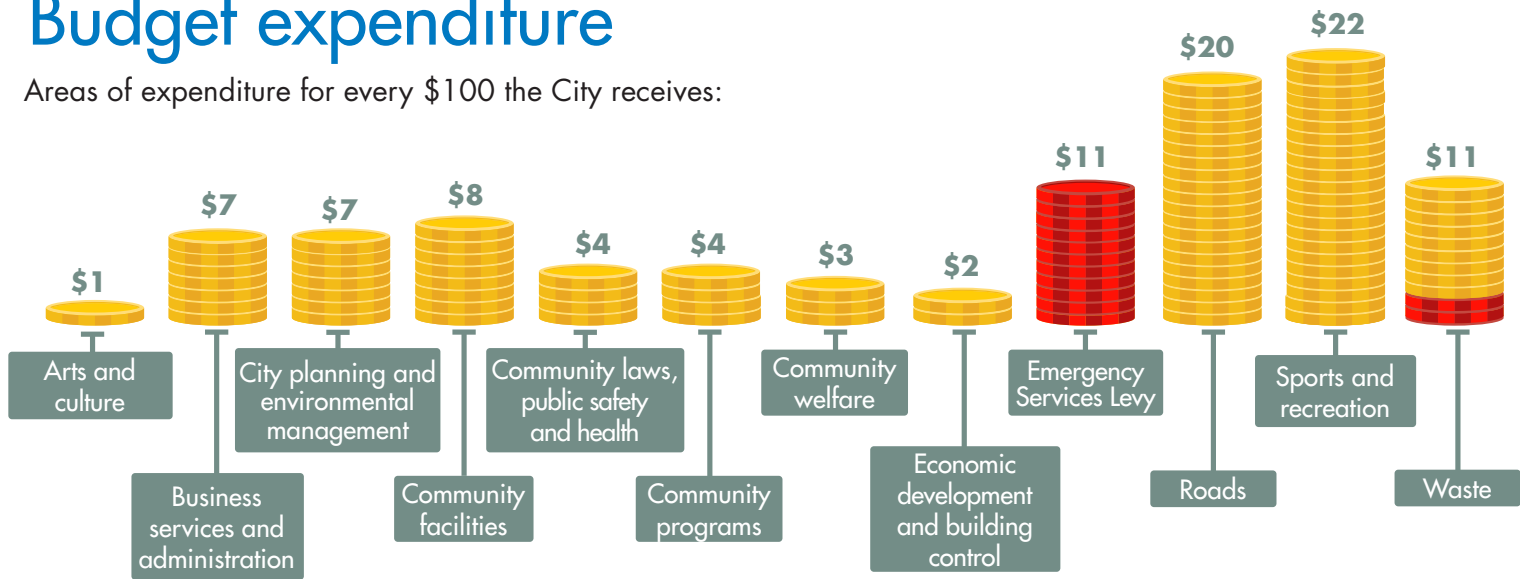 Budget expenditure
Areas of expenditure for every $100 the City receives:
$1
$7
$7
$8
$4
$4
$3
$2
$11
$20
$22
$11
Arts and
culture
Business
services and
administration
City planning and
environmental
management
Community
facilities
Community laws,
public safety
and health
Community
programs
Community
welfare
Economic
development
and building
control
Emergency
Services Levy
Roads
Sports and
recreation
Waste